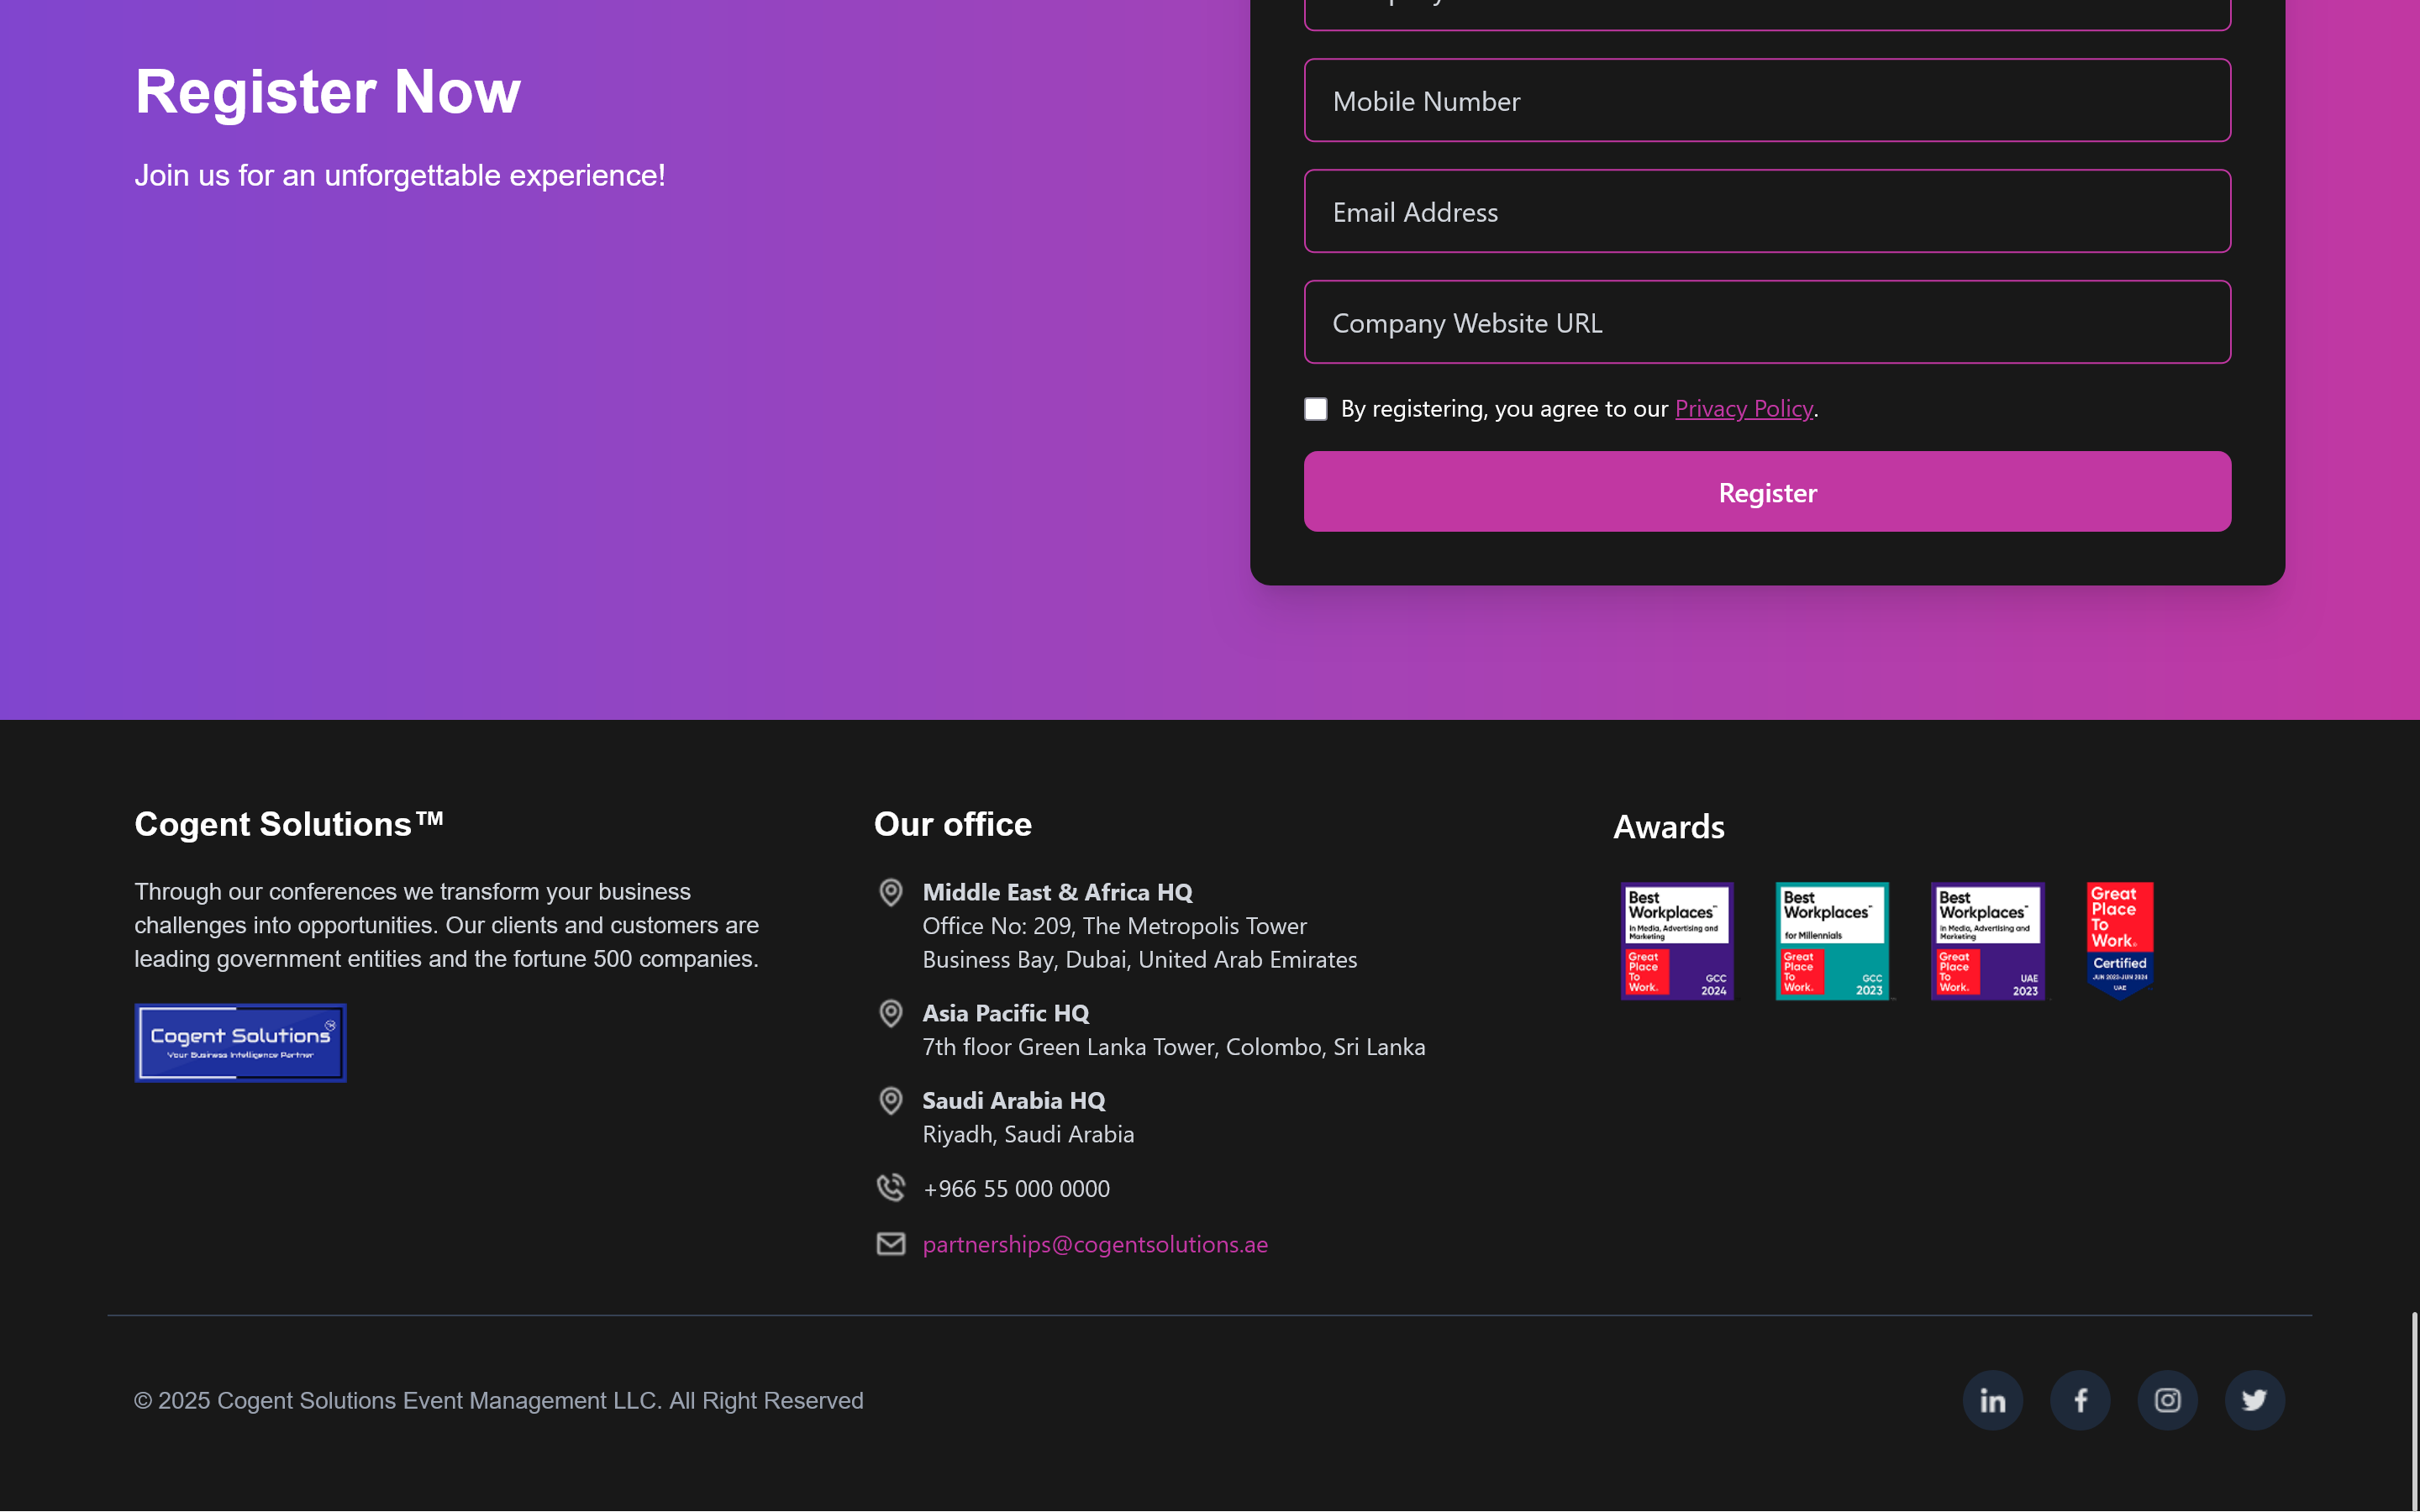 Register Now
Join us for an unforgettable experience!
Mobile Number
Email Address
Company Website URL
By registering, you agree to our Privacy Policy.
Register
Cogent Solutions™
Through our conferences we transform your business
challenges into opportunities. Our clients and customers are
leading government entities and the fortune 500 companies.
Cogent Solutions
Your Business Intelligence Partner
Our office
Middle East & Africa HQ
Office No: 209, The Metropolis Tower
Business Bay, Dubai, United Arab Emirates
Asia Pacific HQ
7th floor Green Lanka Tower, Colombo, Sri Lanka
Saudi Arabia HQ
Riyadh, Saudi Arabia
+966 55 000 0000
partnerships@cogentsolutions.ae
Awards
Best
Workplaces™
in Media, Advertising and
Marketing
Great
Place
To
Work.
GCC
2024
Best
Workplaces™
for Millennials
Great
Place
To
Work.
GCC
2023
Best
Workplaces™
in Media, Advertising and
Marketing
Great
Place
To
Work.
UAE
2023
Great
Place
To
Work.
Certified
JUN 2023-JUN 2024
UAE
© 2025 Cogent Solutions Event Management LLC. All Right Reserved